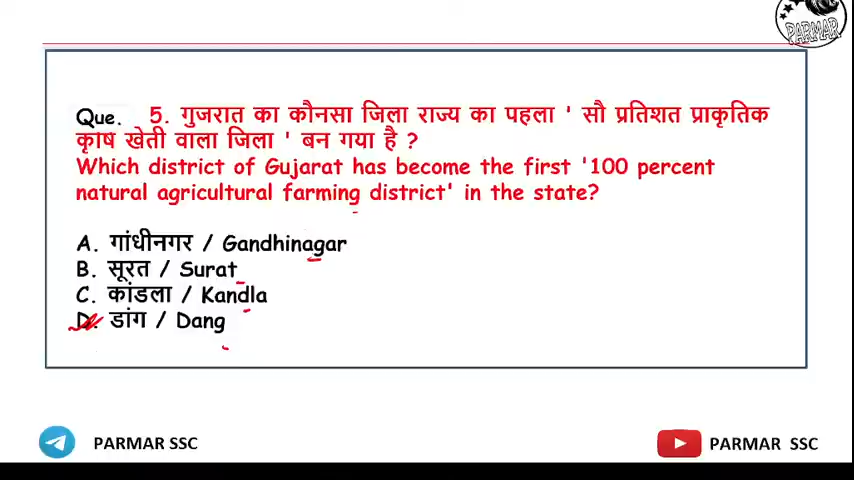 PARMAR
Que. 5. गुजरात का कौनसा जिला राज्य का पहला ' सौ प्रतिशत प्राकृतिक
कृषि खेती वाला जिला ' बन गया है ?
Which district of Gujarat has become the first '100 percent
natural agricultural farming district' in the state?
A. गांधीनगर / Gandhinagar
B. सूरत / Surat
C. कांडला / Kandla
D. डांग / Dang
PARMAR SSC
PARMAR SSC